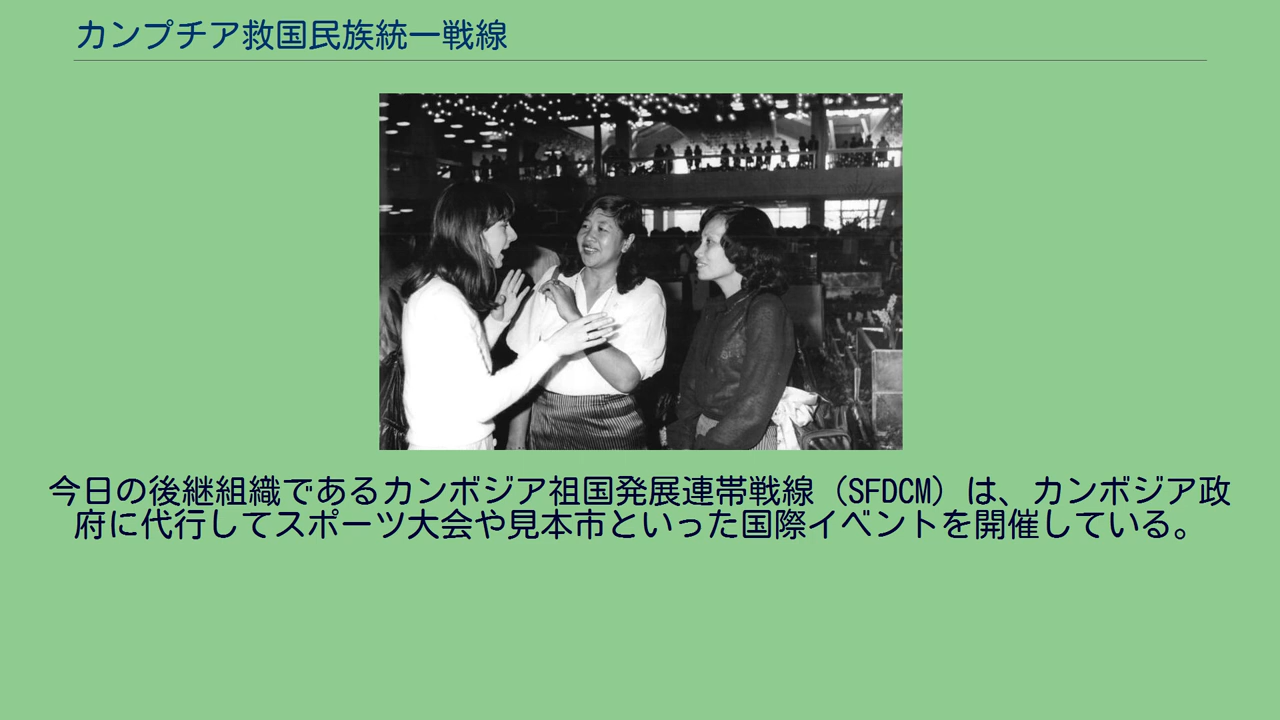 カンプチア救国民族統一戦線
今日の後継組織であるカンボジア祖国発展連帯戦線（SFDCM）は、カンボジア政
府に代行してスポーツ大会や見本市といった国際イベントを開催している。